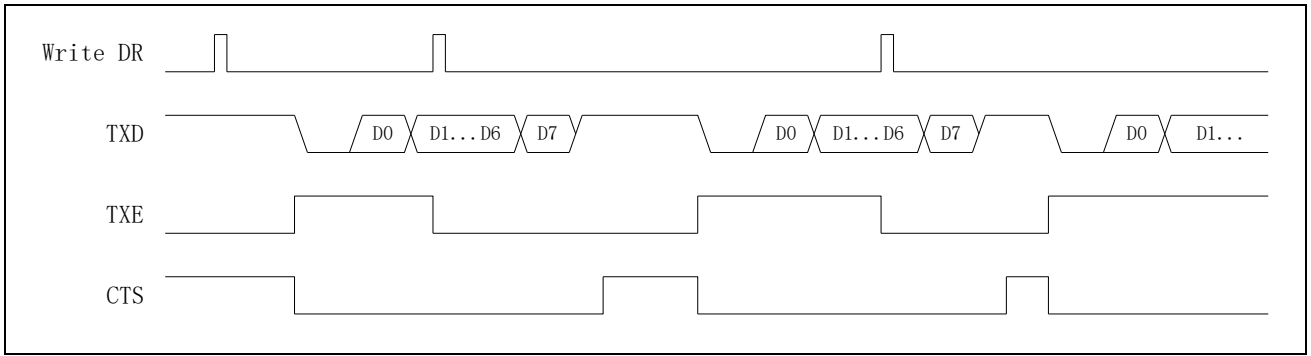 Write DR
TXD D0 D1...D6 D7 D0 D1...D6 D7 D0 D1...
TXE
CTS